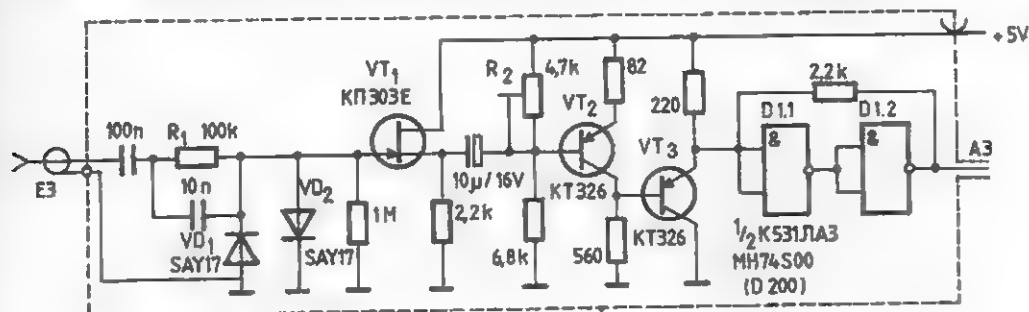 +5V
4,7k
R2
82
2,2k
VT1
КП303Е
VT2
220
D1.1
D1.2
100n
R1
100k
VT3
&
&
A3
E3
10n
VD2
10µ/16V
КТ326
1M
2,2k
VD1
SAY17
SAY17
6,8k
560
КТ326
1/2 К531ЛА3
MH74S00
(D200)